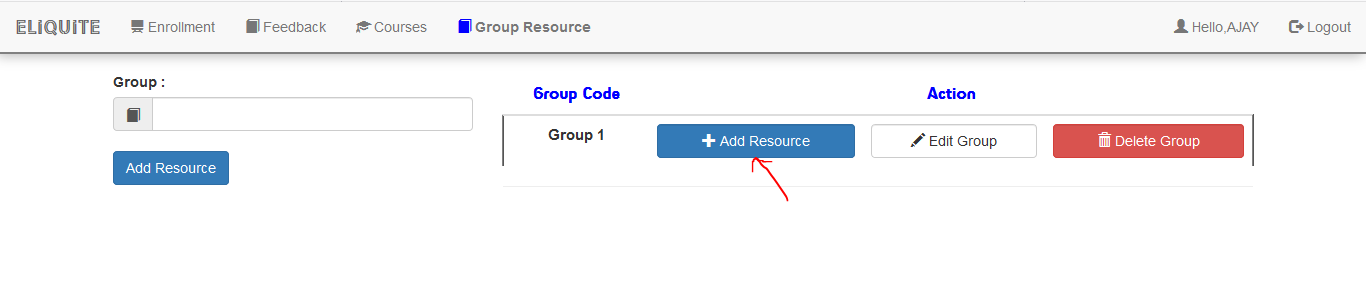 ELiQUiTE Enrollment Feedback Courses Group Resource Hello,AJAY Logout
Group :
Group Code Action
Group 1 Add Resource Edit Group Delete Group
Add Resource